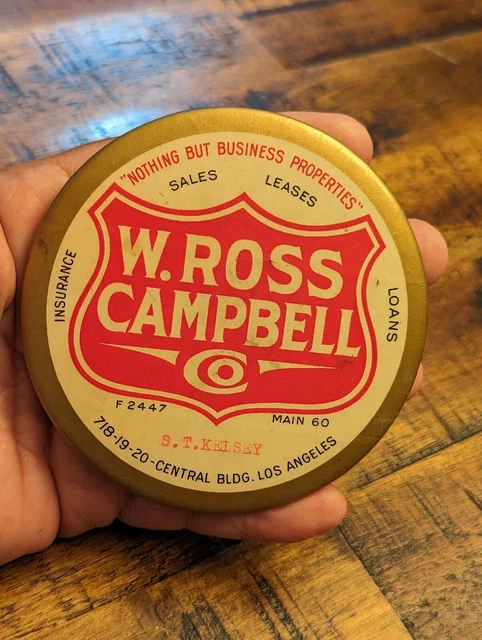 "NOTHING BUT BUSINESS PROPERTIES"
SALES LEASES
INSURANCE
LOANS
W. ROSS
CAMPBELL
CO
F 2447 MAIN 60
S. T. KELSEY
718-19-20-CENTRAL BLDG. LOS ANGELES